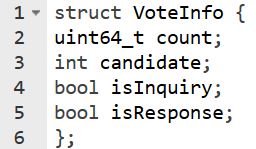 1 struct VoteInfo {
2 uint64_t count;
3 int candidate;
4 bool isInquiry;
5 bool isResponse;
6 };